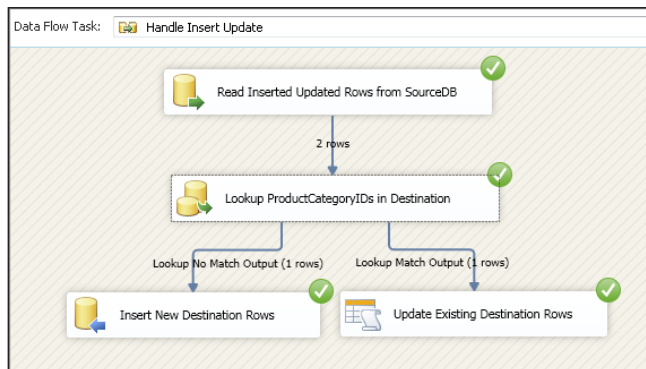 Data Flow Task: Handle Insert Update
Read Inserted Updated Rows from SourceDB
2 rows
Lookup ProductCategoryIDs in Destination
Lookup No Match Output (1 rows)
Lookup Match Output (1 rows)
Insert New Destination Rows
Update Existing Destination Rows